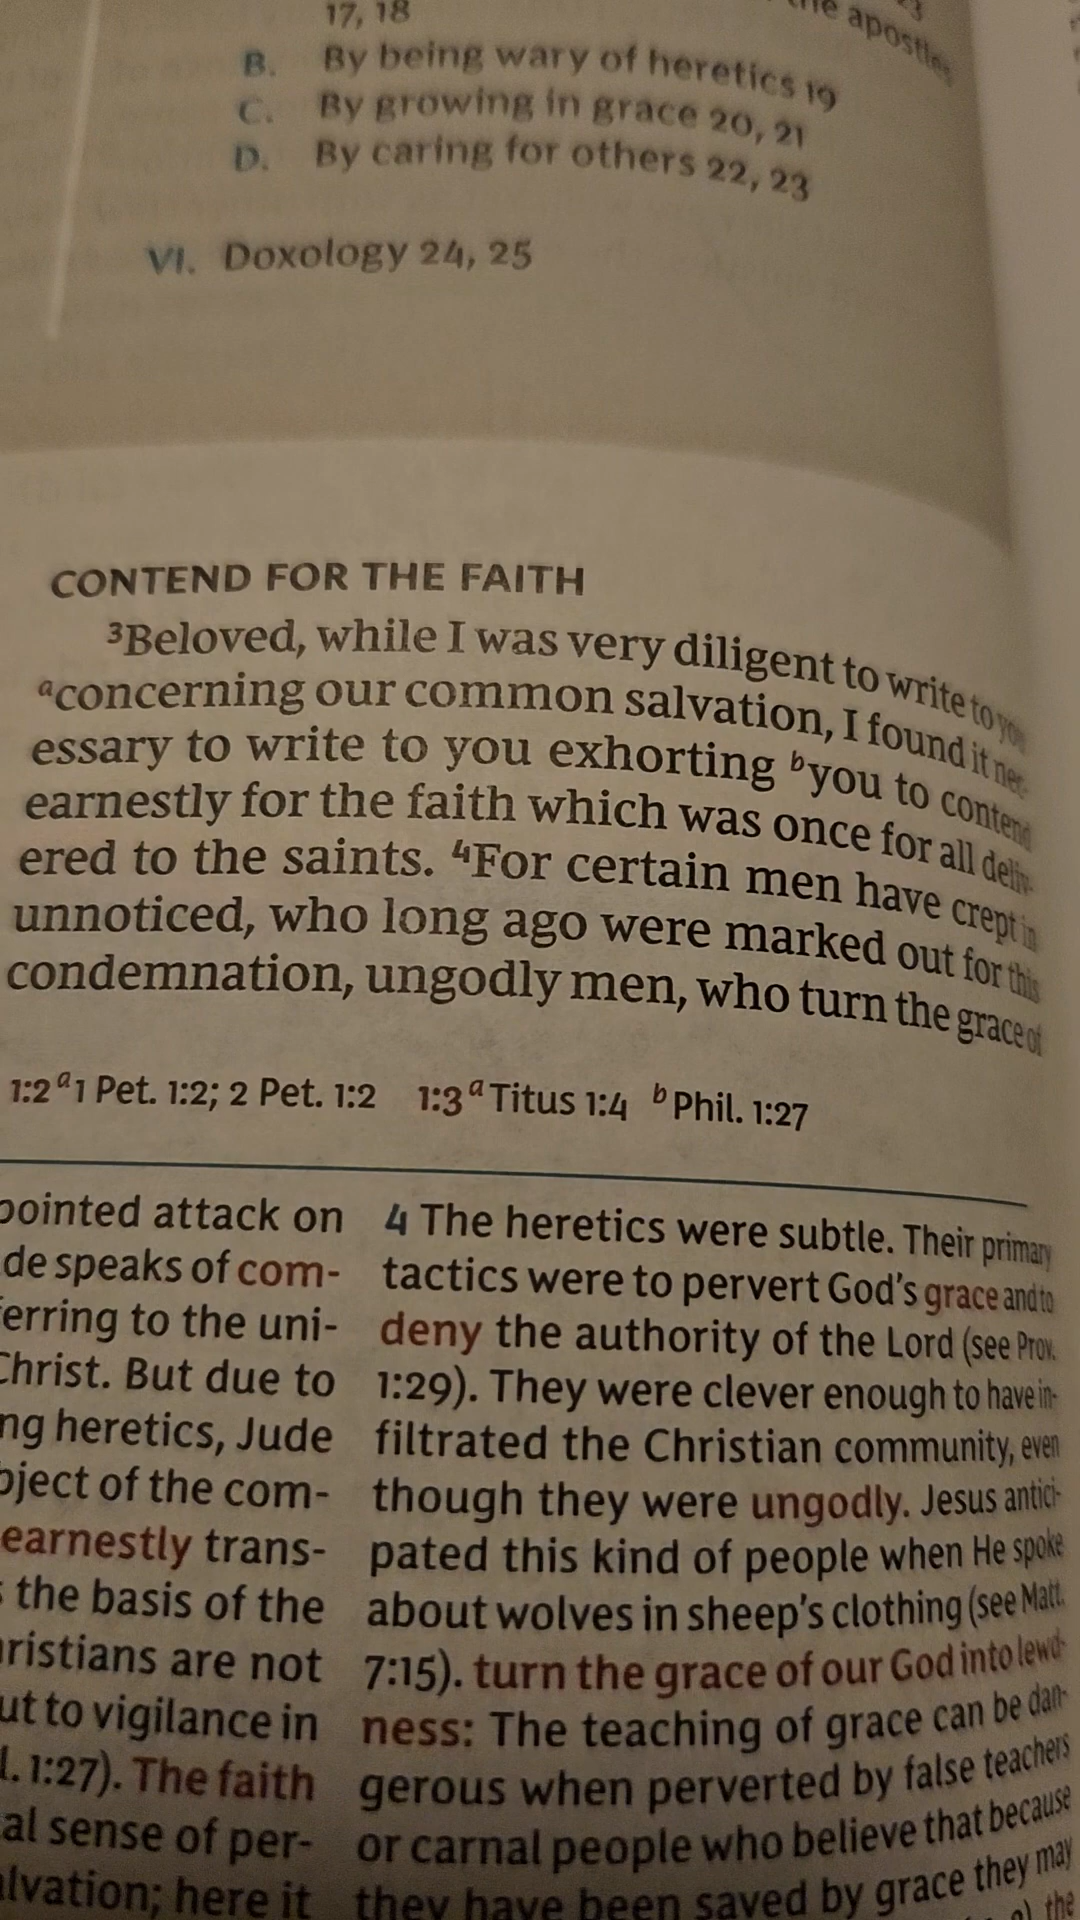 17, 18
B. By being wary of heretics 19
C. By growing in grace 20, 21
D. By caring for others 22, 23
VI. Doxology 24, 25
the apostles
CONTEND FOR THE FAITH
³Beloved, while I was very diligent to write to you
ᵃconcerning our common salvation, I found it nec-
essary to write to you exhorting ᵇyou to contend
earnestly for the faith which was once for all deliv-
ered to the saints. ⁴For certain men have crept in
unnoticed, who long ago were marked out for this
condemnation, ungodly men, who turn the grace of
1:2 ᵃ1 Pet. 1:2; 2 Pet. 1:2 1:3 ᵃTitus 1:4 ᵇPhil. 1:27
pointed attack on
de speaks of com-
ferring to the uni-
Christ. But due to
ng heretics, Jude
bject of the com-
earnestly trans-
the basis of the
ristians are not
ut to vigilance in
l. 1:27). The faith
al sense of per-
lvation; here it
4 The heretics were subtle. Their primary
tactics were to pervert God's grace and to
deny the authority of the Lord (see Prov.
1:29). They were clever enough to have in-
filtrated the Christian community, even
though they were ungodly. Jesus antici-
pated this kind of people when He spoke
about wolves in sheep's clothing (see Matt.
7:15). turn the grace of our God into lewd-
ness: The teaching of grace can be dan-
gerous when perverted by false teachers
or carnal people who believe that because
they have been saved by grace they may
the